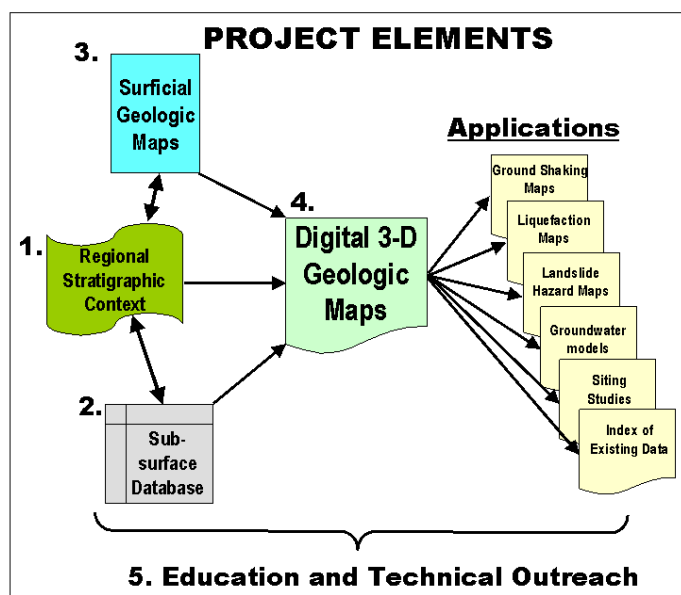 PROJECT ELEMENTS
3.
Surficial
Geologic
Maps
1.
Regional
Stratigraphic
Context
2.
Sub-
surface
Database
4.
Digital 3-D
Geologic
Maps
Applications
Ground Shaking
Maps
Liquefaction
Maps
Landslide
Hazard Maps
Groundwater
models
Siting
Studies
Index of
Existing Data
5. Education and Technical Outreach